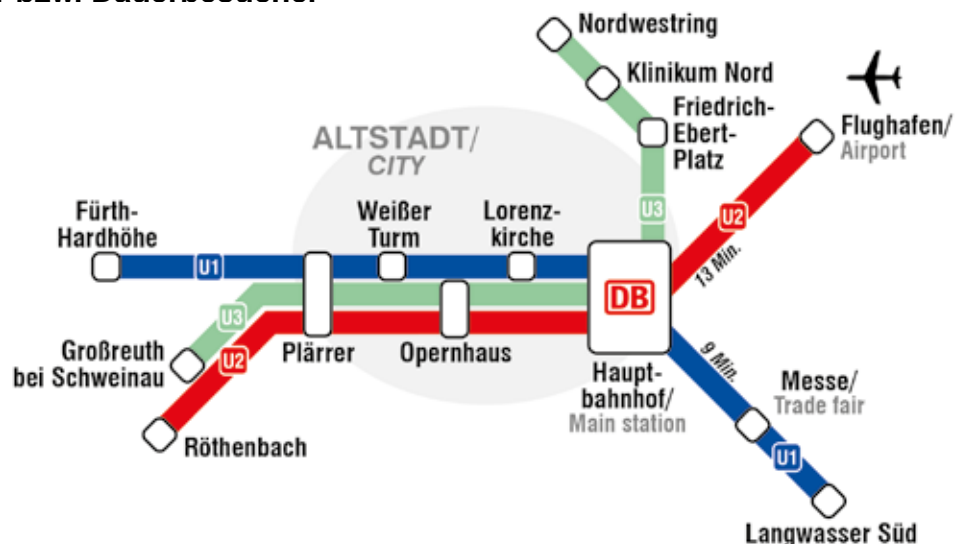 bzw. Dauerbesucher
Nordwestring
Klinikum Nord
Friedrich-
Ebert-
Platz
Flughafen/
Airport
ALTSTADT/
CITY
U3
U2
13 Min.
Fürth-
Hardhöhe
Weißer
Turm
Lorenz-
kirche
U1
DB
U3
U2
Plärrer
Opernhaus
Großreuth
bei Schweinau
Röthenbach
Haupt-
bahnhof/
Main station
9 Min.
Messe/
Trade fair
U1
Langwasser Süd